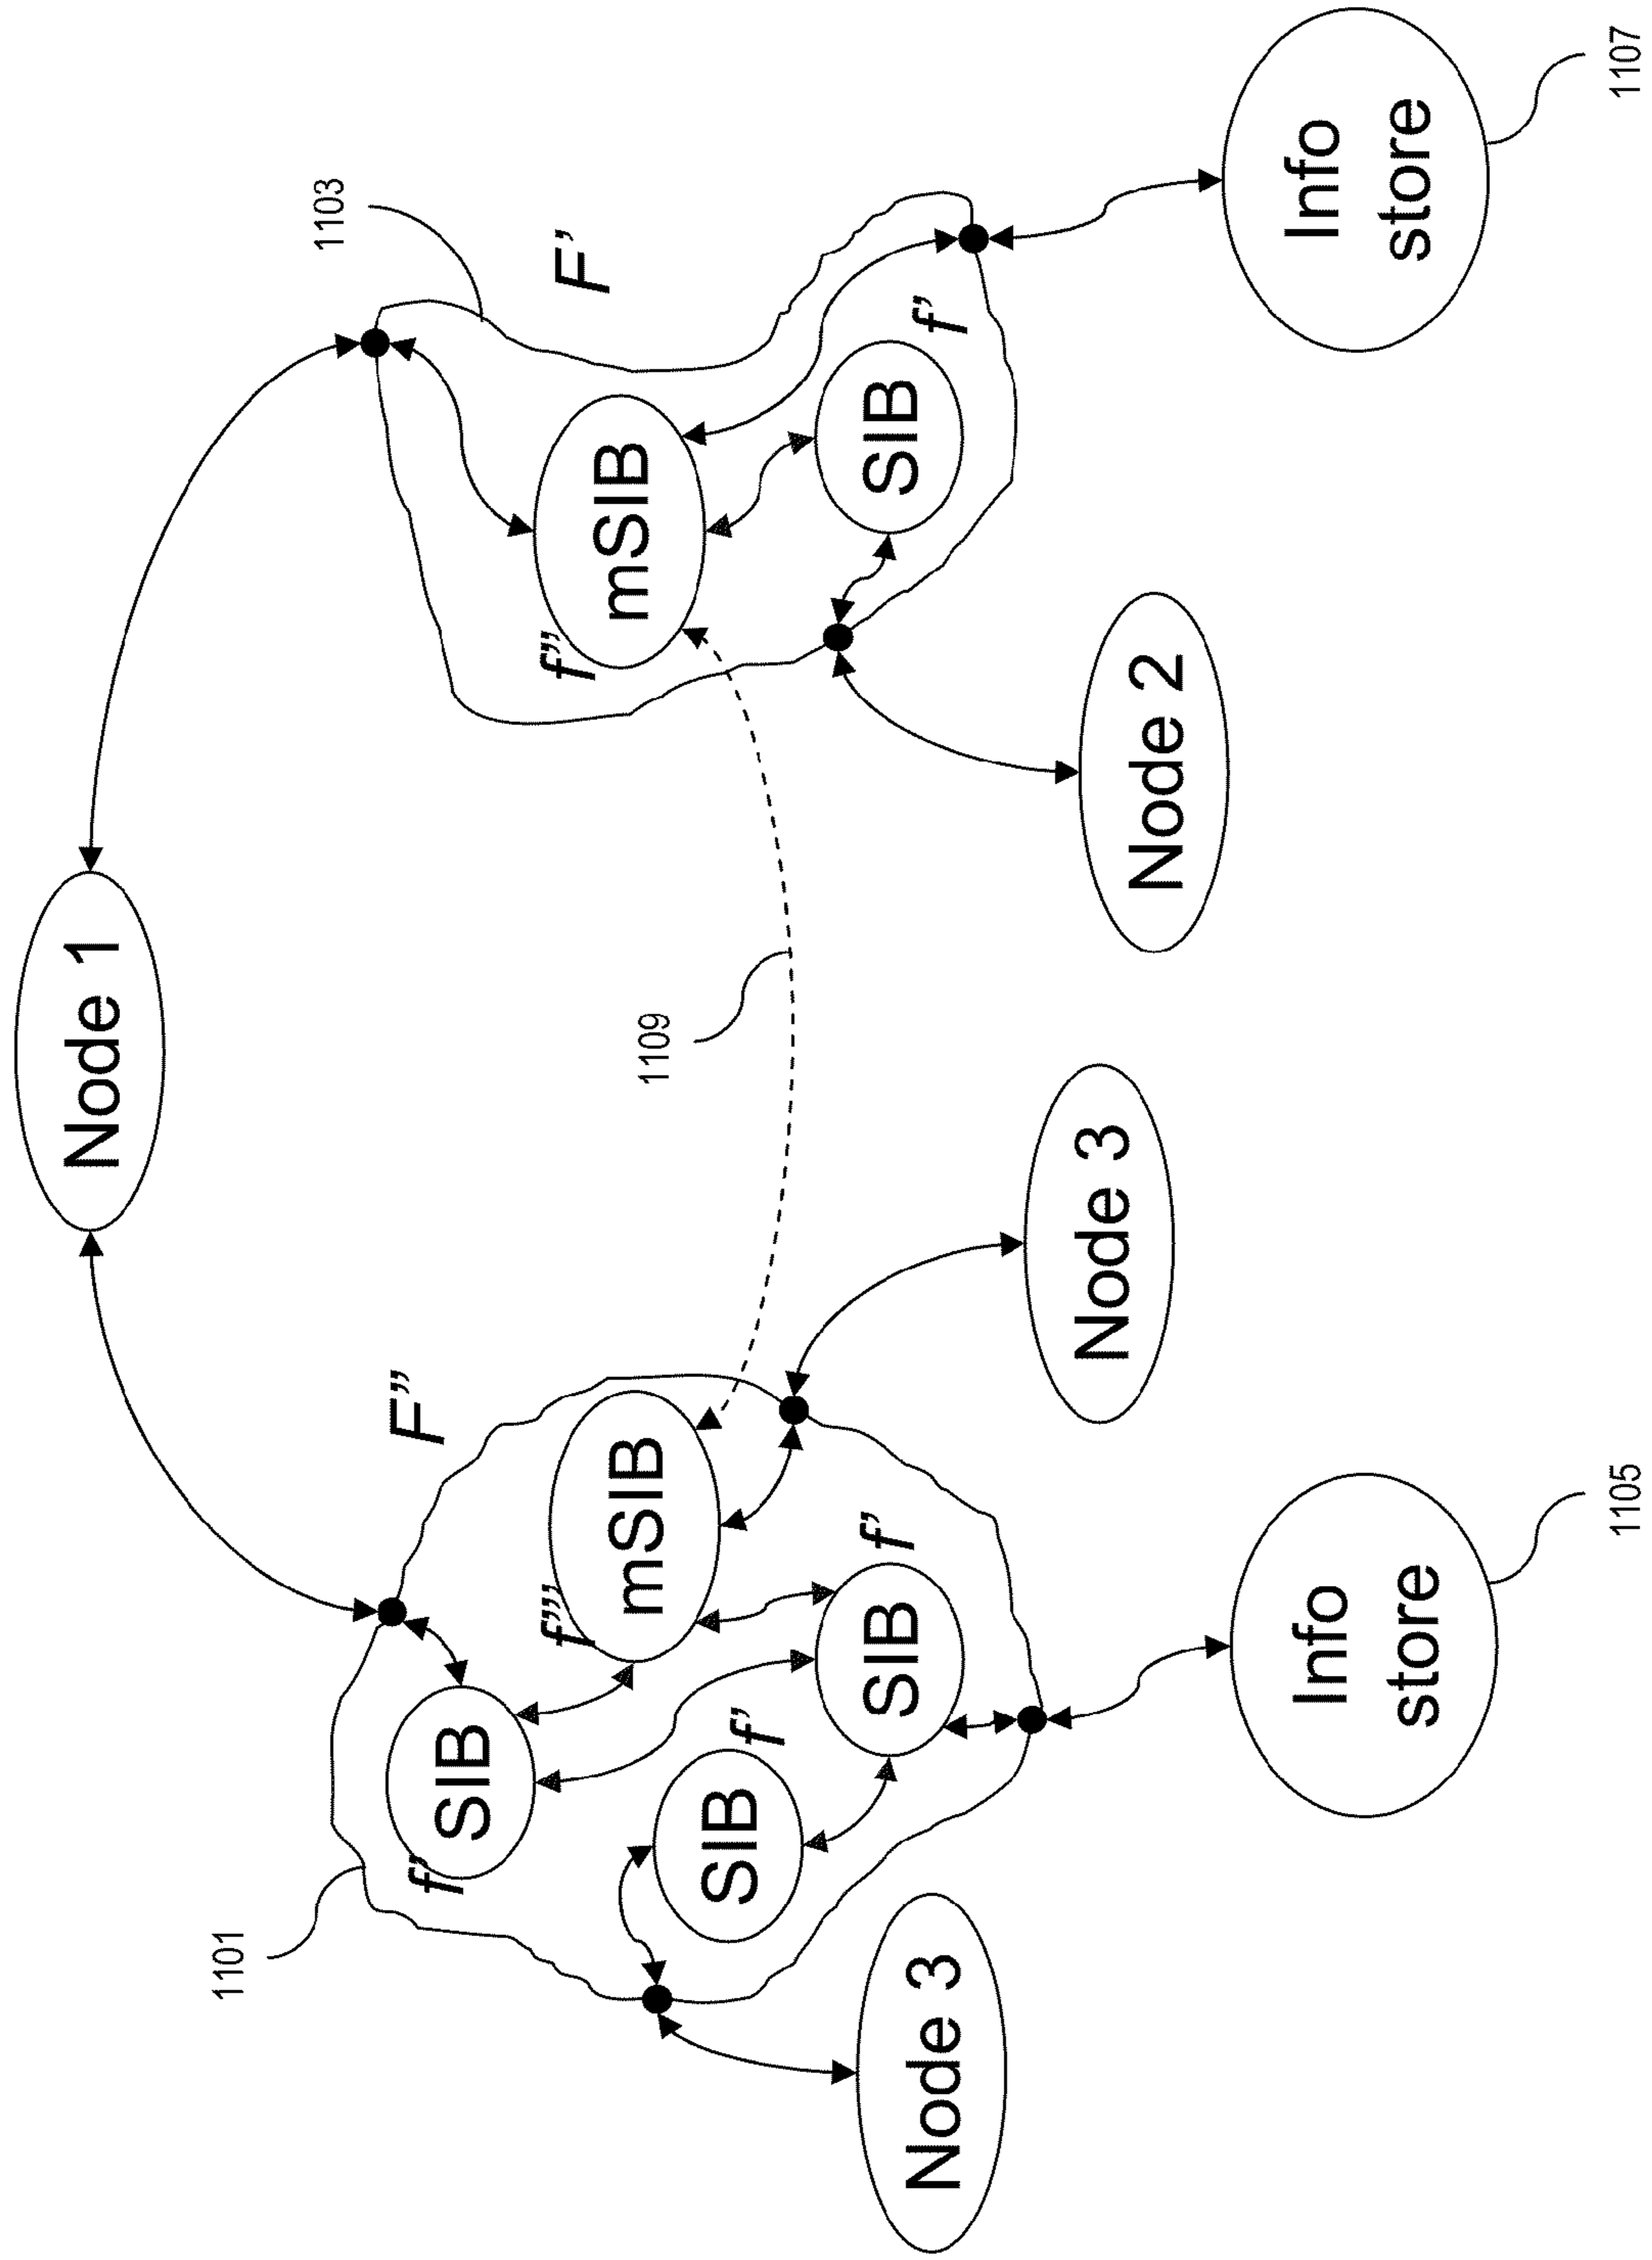 Node 1
1101
1103
F''
F'
f'
SIB
f'''
mSIB
f''
mSIB
1109
SIB
f'
SIB
f'
SIB
f'
Node 3
Node 3
Node 2
Info
store
1105
Info
store
1107